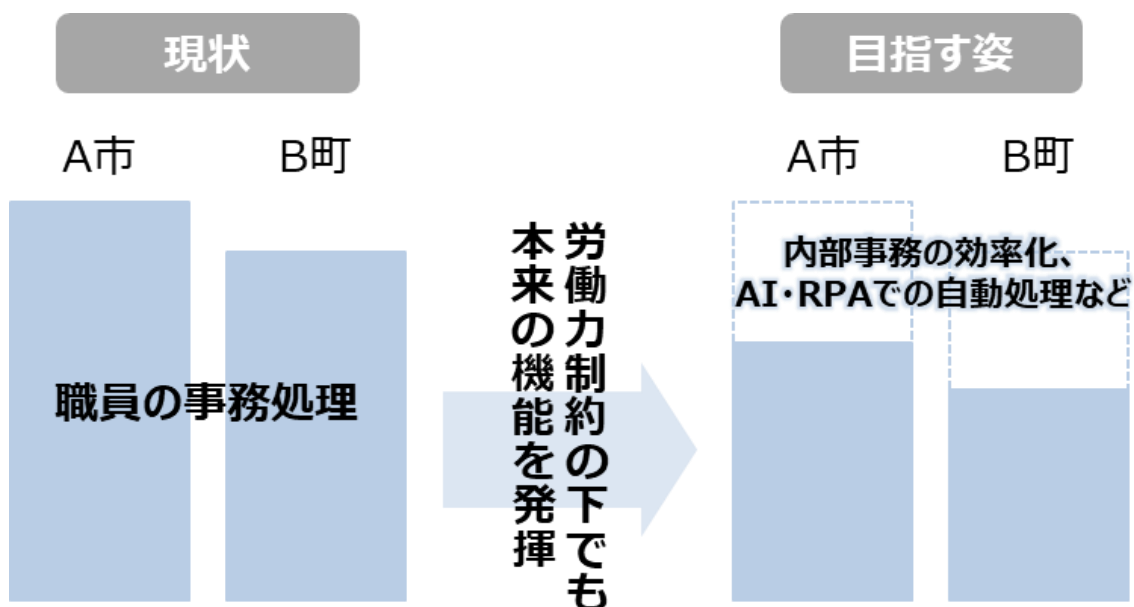 現状
目指す姿
A市
B町
A市
B町
職員の事務処理
労働力制約の下でも
本来の機能を発揮
内部事務の効率化、
AI・RPAでの自動処理など